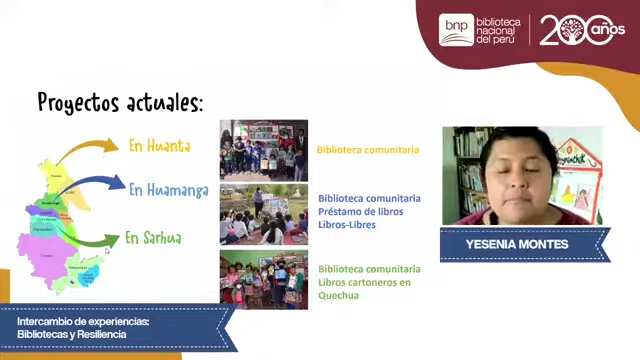 bnp
biblioteca
nacional
del perú
200 años
Proyectos actuales:
En Huanta
Biblioteca comunitaria
En Huamanga
Biblioteca comunitaria
Préstamo de libros
Libros-Libres
En Sarhua
Biblioteca comunitaria
Libros cartoneros en
Quechua
YESENIA MONTES
Intercambio de experiencias:
Bibliotecas y Resiliencia